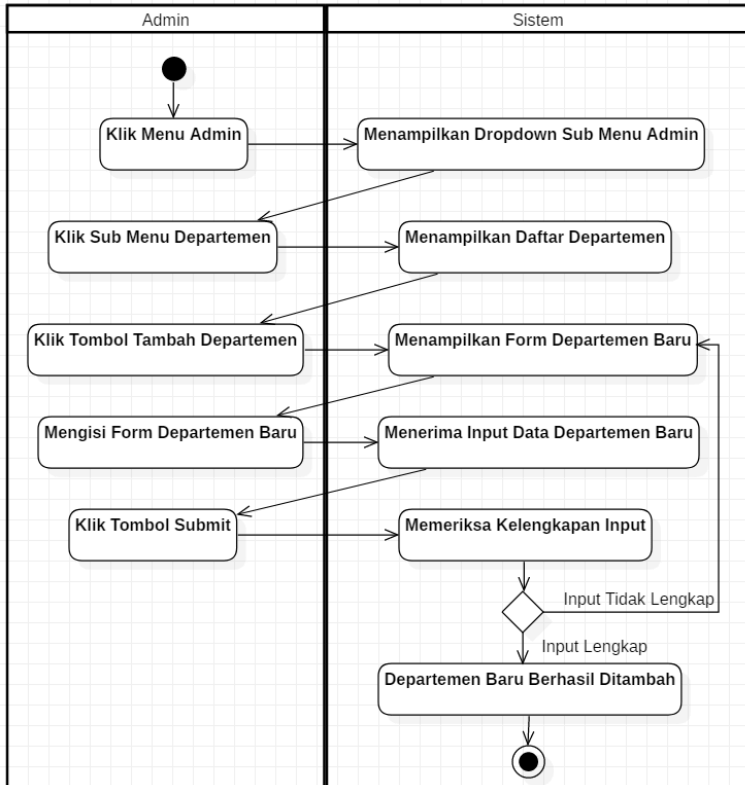 Admin
Sistem
Klik Menu Admin
Menampilkan Dropdown Sub Menu Admin
Klik Sub Menu Departemen
Menampilkan Daftar Departemen
Klik Tombol Tambah Departemen
Menampilkan Form Departemen Baru
Mengisi Form Departemen Baru
Menerima Input Data Departemen Baru
Klik Tombol Submit
Memeriksa Kelengkapan Input
Input Tidak Lengkap
Input Lengkap
Departemen Baru Berhasil Ditambah